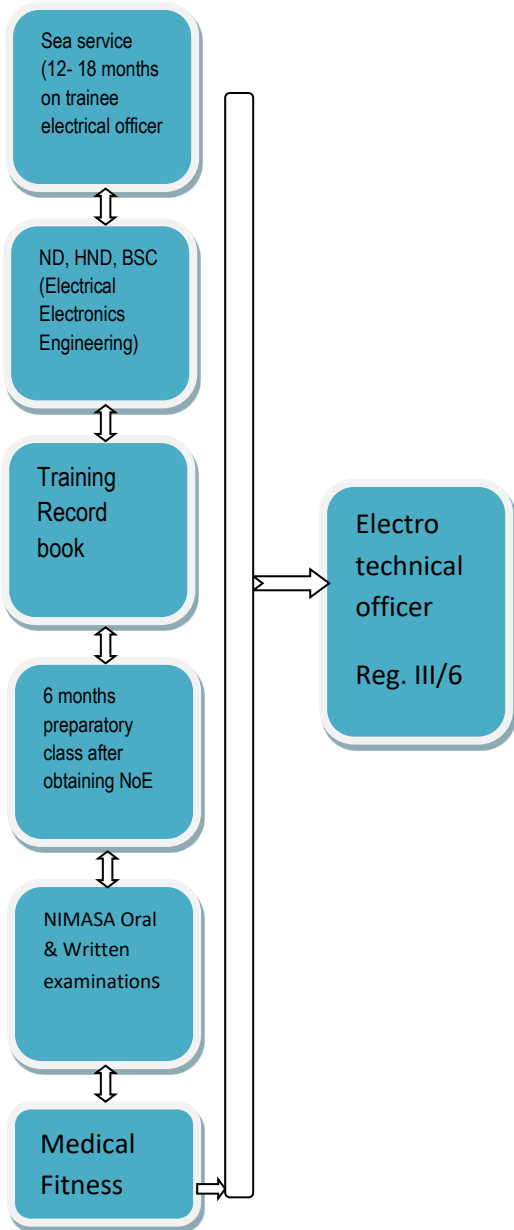 Sea service
(12- 18 months
on trainee
electrical officer
ND, HND, BSC
(Electrical
Electronics
Engineering)
Training
Record
book
6 months
preparatory
class after
obtaining NoE
NIMASA Oral
& Written
examinations
Medical
Fitness
Electro
technical
officer
Reg. III/6